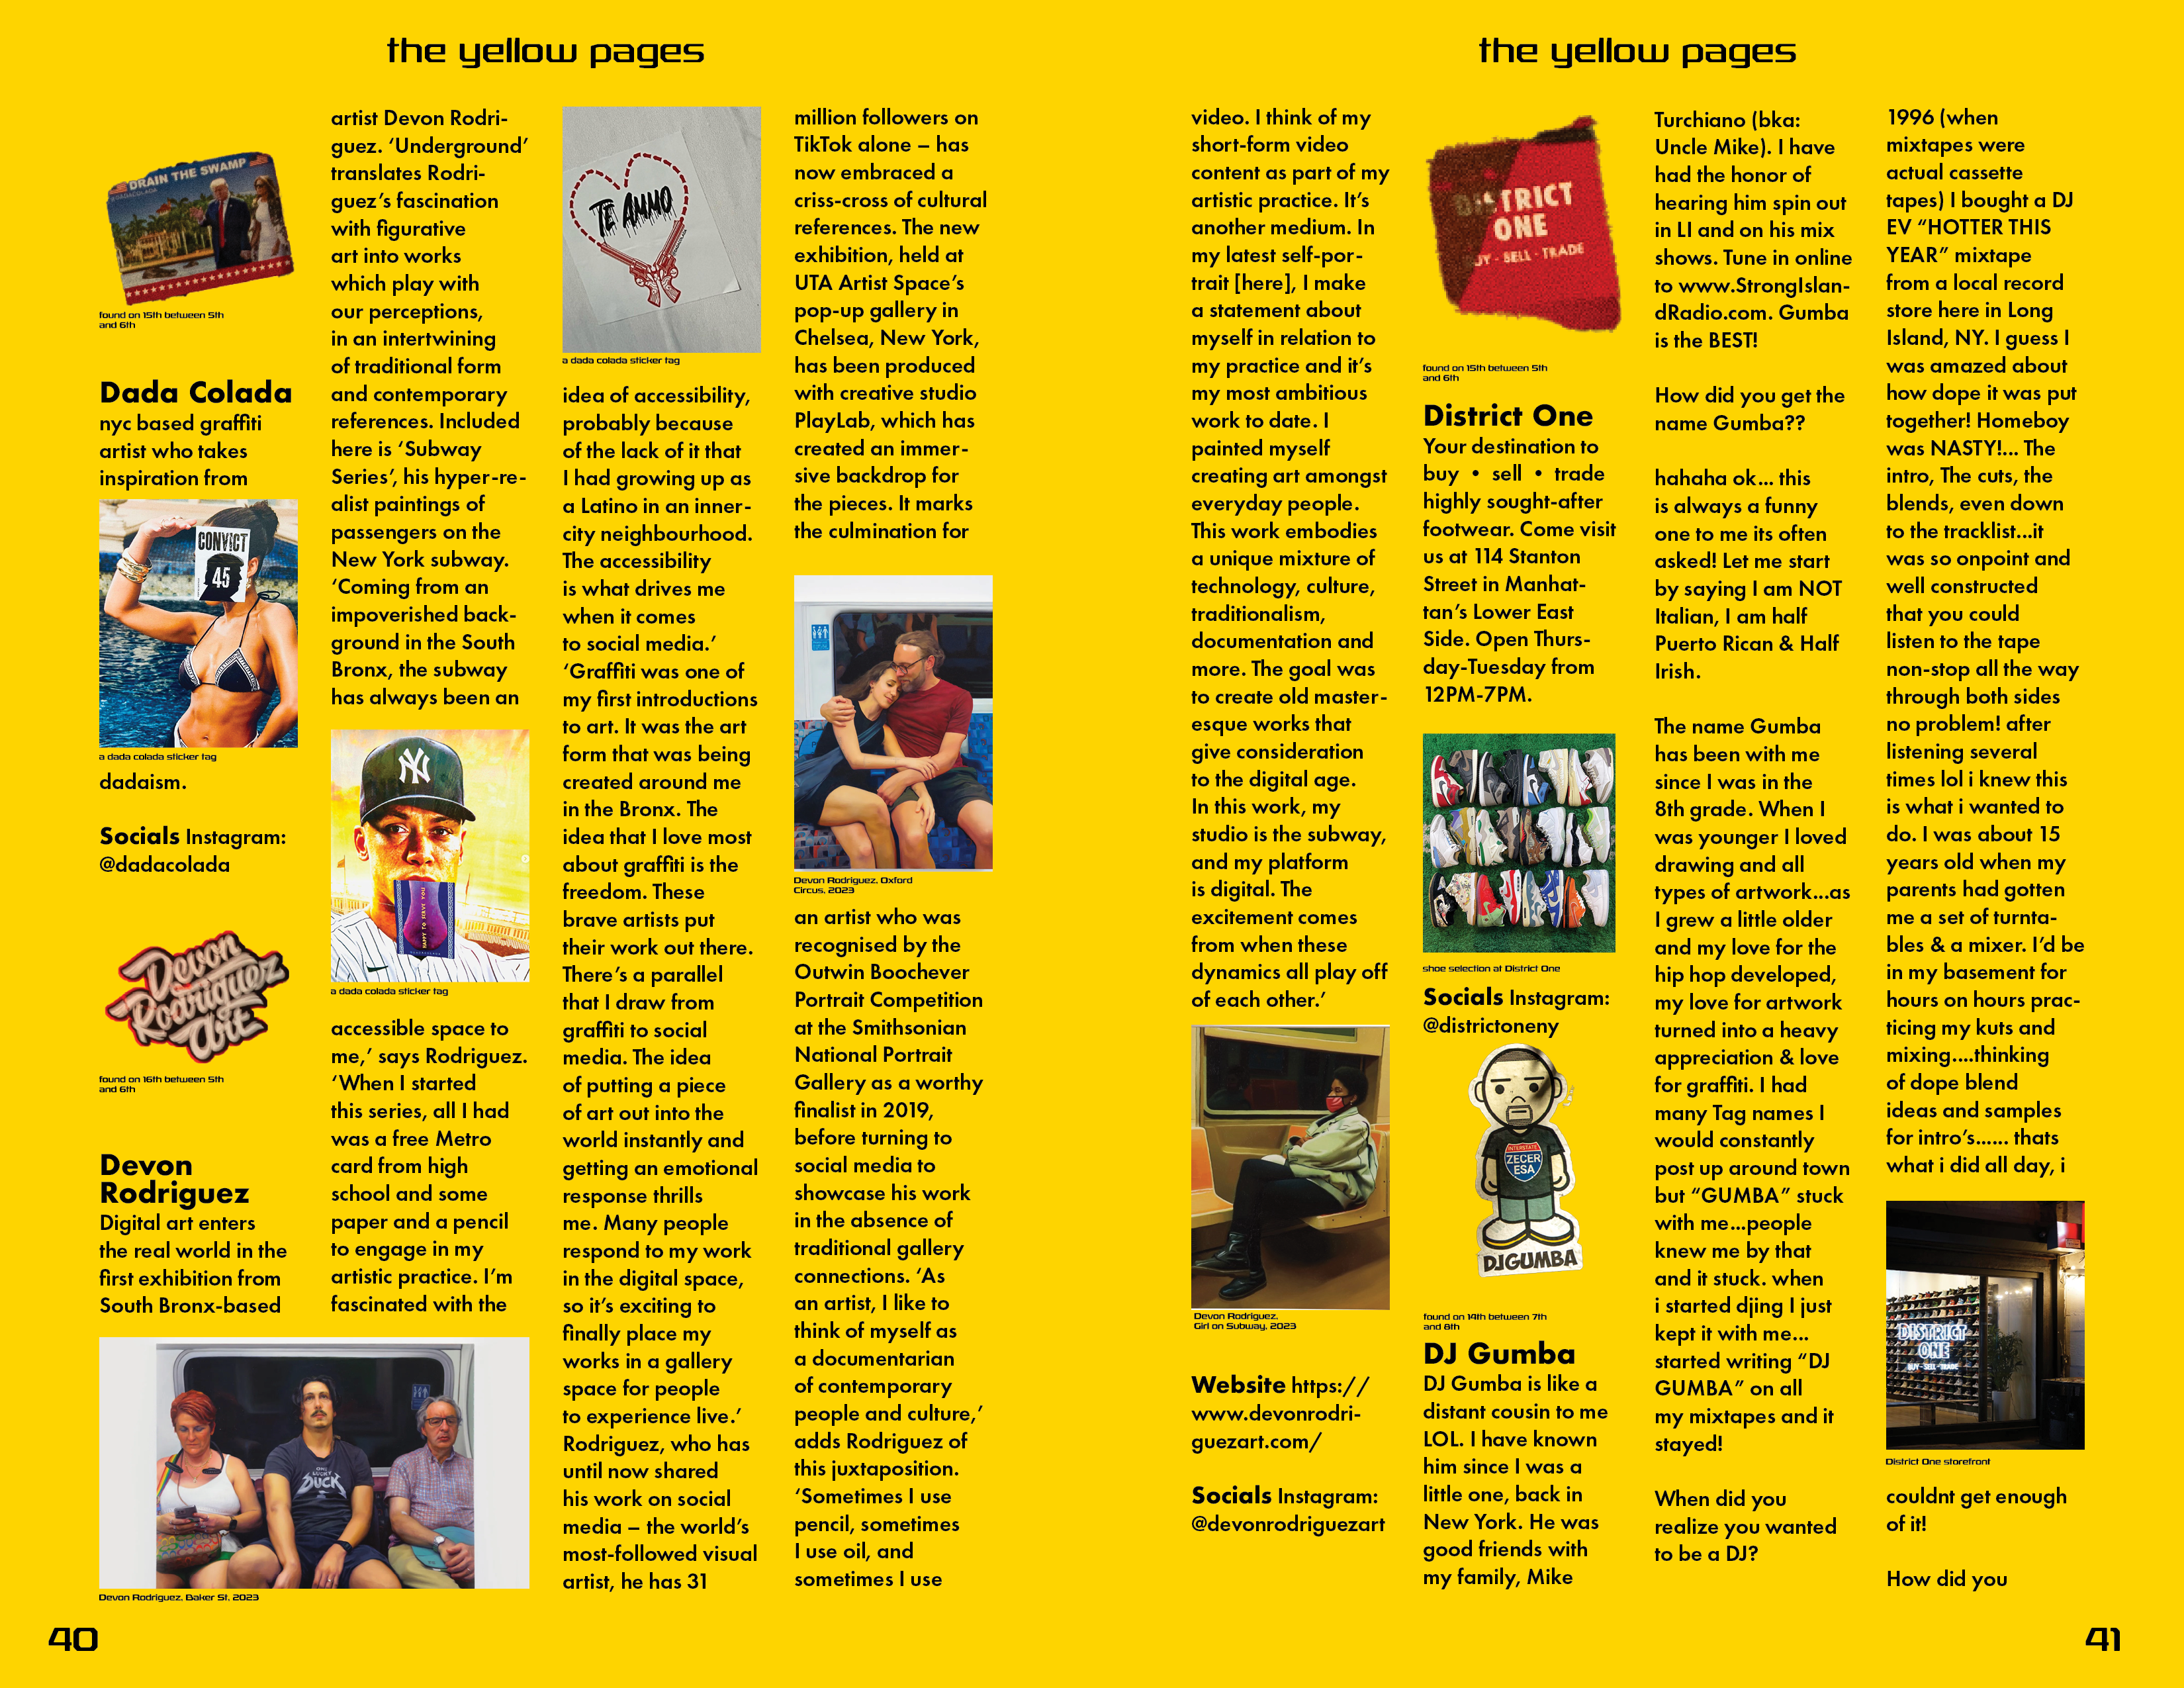 the yellow pages
DRAIN THE SWAMP
found on 15th between 5th
and 6th
Dada Colada
nyc based graffiti
artist who takes
inspiration from
CONVICT
45
a dada colada sticker tag
dadaism.
Socials Instagram:
@dadacolada
Devon
Rodriguez
Art
found on 16th between 5th
and 6th
Devon
Rodriguez
Digital art enters
the real world in the
first exhibition from
South Bronx-based
LUCKY
DUCK
Devon Rodriguez, Baker St, 2023
artist Devon Rodri-
guez. ‘Underground’
translates Rodri-
guez’s fascination
with figurative
art into works
which play with
our perceptions,
in an intertwining
of traditional form
and contemporary
references. Included
here is ‘Subway
Series’, his hyper-re-
alist paintings of
passengers on the
New York subway.
‘Coming from an
impoverished back-
ground in the South
Bronx, the subway
has always been an
NY
HAPPY TO SERVE YOU
a dada colada sticker tag
accessible space to
me,’ says Rodriguez.
‘When I started
this series, all I had
was a free Metro
card from high
school and some
paper and a pencil
to engage in my
artistic practice. I’m
fascinated with the
TE AMMO
a dada colada sticker tag
idea of accessibility,
probably because
of the lack of it that
I had growing up as
a Latino in an inner-
city neighbourhood.
The accessibility
is what drives me
when it comes
to social media.’
‘Graffiti was one of
my first introductions
to art. It was the art
form that was being
created around me
in the Bronx. The
idea that I love most
about graffiti is the
freedom. These
brave artists put
their work out there.
There’s a parallel
that I draw from
graffiti to social
media. The idea
of putting a piece
of art out into the
world instantly and
getting an emotional
response thrills
me. Many people
respond to my work
in the digital space,
so it’s exciting to
finally place my
works in a gallery
space for people
to experience live.’
Rodriguez, who has
until now shared
his work on social
media – the world’s
most-followed visual
artist, he has 31
million followers on
TikTok alone – has
now embraced a
criss-cross of cultural
references. The new
exhibition, held at
UTA Artist Space’s
pop-up gallery in
Chelsea, New York,
has been produced
with creative studio
PlayLab, which has
created an immer-
sive backdrop for
the pieces. It marks
the culmination for
Devon Rodriguez, Oxford
Circus, 2023
an artist who was
recognised by the
Outwin Boochever
Portrait Competition
at the Smithsonian
National Portrait
Gallery as a worthy
finalist in 2019,
before turning to
social media to
showcase his work
in the absence of
traditional gallery
connections. ‘As
an artist, I like to
think of myself as
a documentarian
of contemporary
people and culture,’
adds Rodriguez of
this juxtaposition.
‘Sometimes I use
pencil, sometimes
I use oil, and
sometimes I use
40
the yellow pages
video. I think of my
short-form video
content as part of my
artistic practice. It’s
another medium. In
my latest self-por-
trait [here], I make
a statement about
myself in relation to
my practice and it’s
my most ambitious
work to date. I
painted myself
creating art amongst
everyday people.
This work embodies
a unique mixture of
technology, culture,
traditionalism,
documentation and
more. The goal was
to create old master-
esque works that
give consideration
to the digital age.
In this work, my
studio is the subway,
and my platform
is digital. The
excitement comes
from when these
dynamics all play off
of each other.’
Devon Rodriguez,
Girl on Subway, 2023
Website https://
www.devonrodri-
guezart.com/
Socials Instagram:
@devonrodriguezart
DISTRICT
ONE
UY - SELL - TRADE
found on 15th between 5th
and 6th
District One
Your destination to
buy • sell • trade
highly sought-after
footwear. Come visit
us at 114 Stanton
Street in Manhat-
tan’s Lower East
Side. Open Thurs-
day-Tuesday from
12PM-7PM.
shoe selection at District One
Socials Instagram:
@districtoneny
INTERSTATE
ZECER
ESA
DJGUMBA
found on 14th between 7th
and 8th
DJ Gumba
DJ Gumba is like a
distant cousin to me
LOL. I have known
him since I was a
little one, back in
New York. He was
good friends with
my family, Mike
Turchiano (bka:
Uncle Mike). I have
had the honor of
hearing him spin out
in LI and on his mix
shows. Tune in online
to www.StrongIslan-
dRadio.com. Gumba
is the BEST!
How did you get the
name Gumba??
hahaha ok... this
is always a funny
one to me its often
asked! Let me start
by saying I am NOT
Italian, I am half
Puerto Rican & Half
Irish.
The name Gumba
has been with me
since I was in the
8th grade. When I
was younger I loved
drawing and all
types of artwork...as
I grew a little older
and my love for the
hip hop developed,
my love for artwork
turned into a heavy
appreciation & love
for graffiti. I had
many Tag names I
would constantly
post up around town
but “GUMBA” stuck
with me...people
knew me by that
and it stuck. when
i started djing I just
kept it with me...
started writing “DJ
GUMBA” on all
my mixtapes and it
stayed!
When did you
realize you wanted
to be a DJ?
1996 (when
mixtapes were
actual cassette
tapes) I bought a DJ
EV “HOTTER THIS
YEAR” mixtape
from a local record
store here in Long
Island, NY. I guess I
was amazed about
how dope it was put
together! Homeboy
was NASTY!... The
intro, The cuts, the
blends, even down
to the tracklist...it
was so onpoint and
well constructed
that you could
listen to the tape
non-stop all the way
through both sides
no problem! after
listening several
times lol i knew this
is what i wanted to
do. I was about 15
years old when my
parents had gotten
me a set of turnta-
bles & a mixer. I’d be
in my basement for
hours on hours prac-
ticing my kuts and
mixing....thinking
of dope blend
ideas and samples
for intro’s...... thats
what i did all day, i
DISTRICT
ONE
BUY - SELL - TRADE
District One storefront
couldnt get enough
of it!
How did you
41